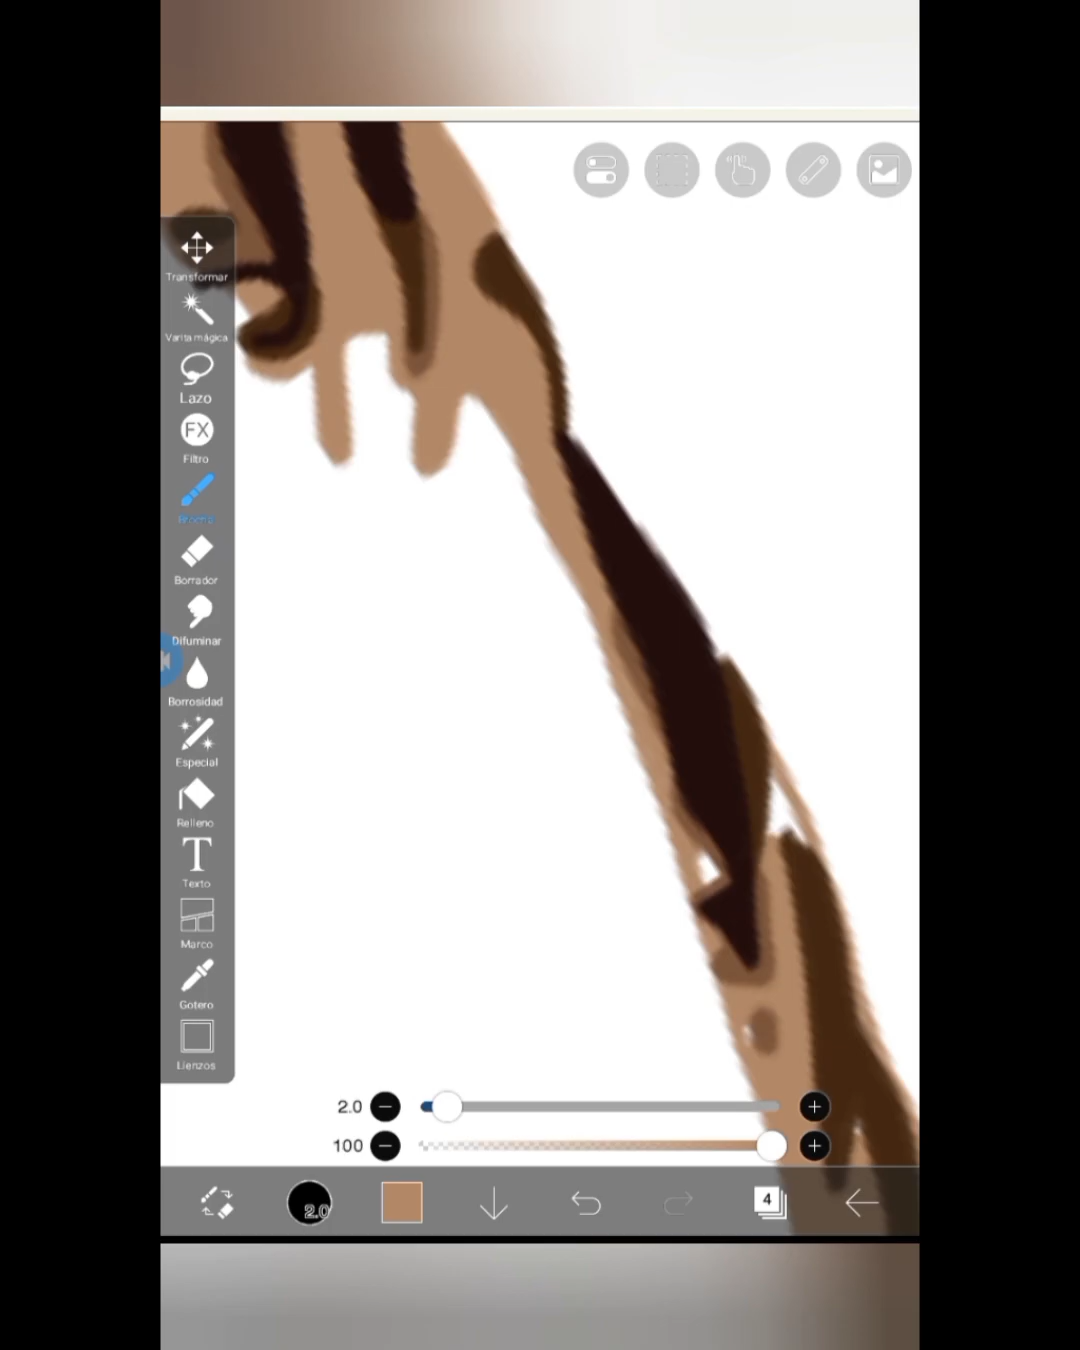 Transformar
Varita mágica
Lazo
FX
Filtro
Borrador
Difuminar
Borrosidad
Especial
Relleno
T
Texto
Marco
Gotero
Lienzos
2.0
100
2.0
4